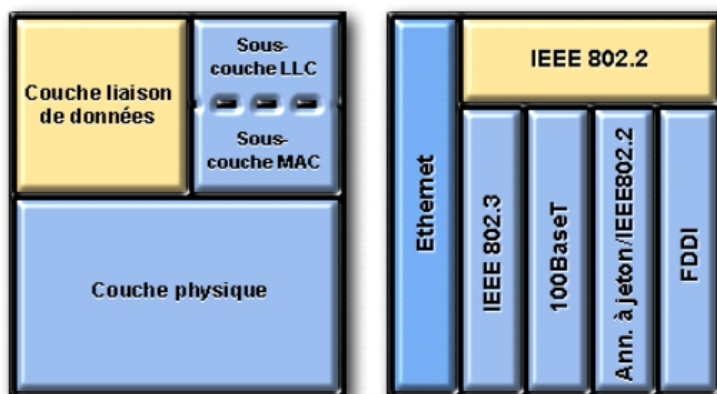 Couche liaison
de données
Sous-
couche LLC
Sous-
couche MAC
Couche physique
Ethernet
IEEE 802.2
IEEE 802.3
100BaseT
Ann. à jeton/IEEE802.2
FDDI